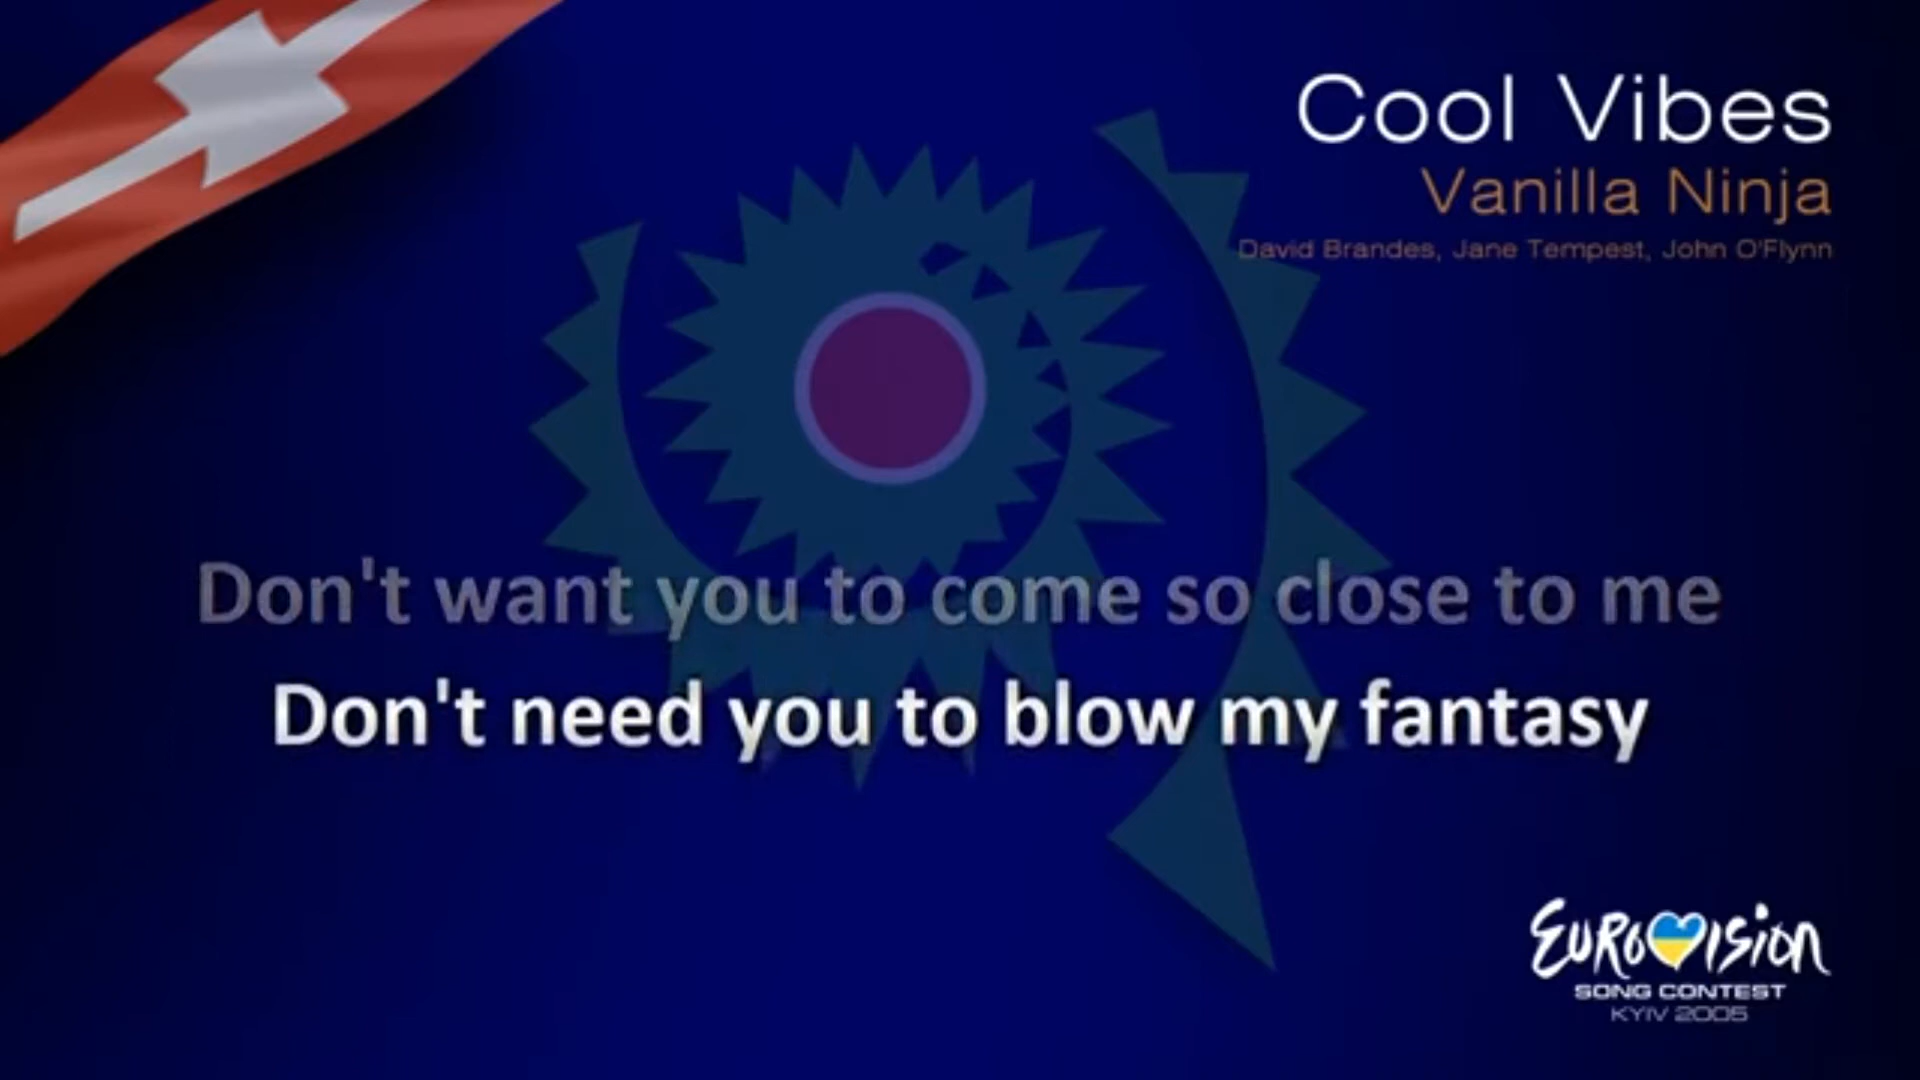 Cool Vibes
Vanilla Ninja
David Brandes, Jane Tempest, John O'Flynn
Don't want you to come so close to me
Don't need you to blow my fantasy
EUROVISION
SONG CONTEST
KYIV 2005